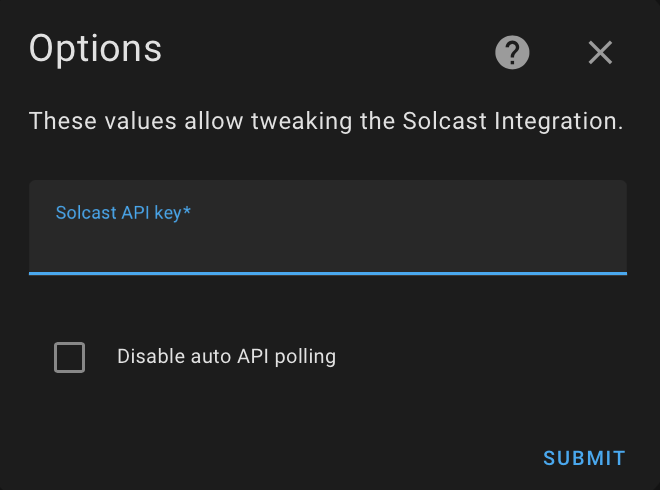 Options
These values allow tweaking the Solcast Integration.
Solcast API key*
Disable auto API polling
SUBMIT